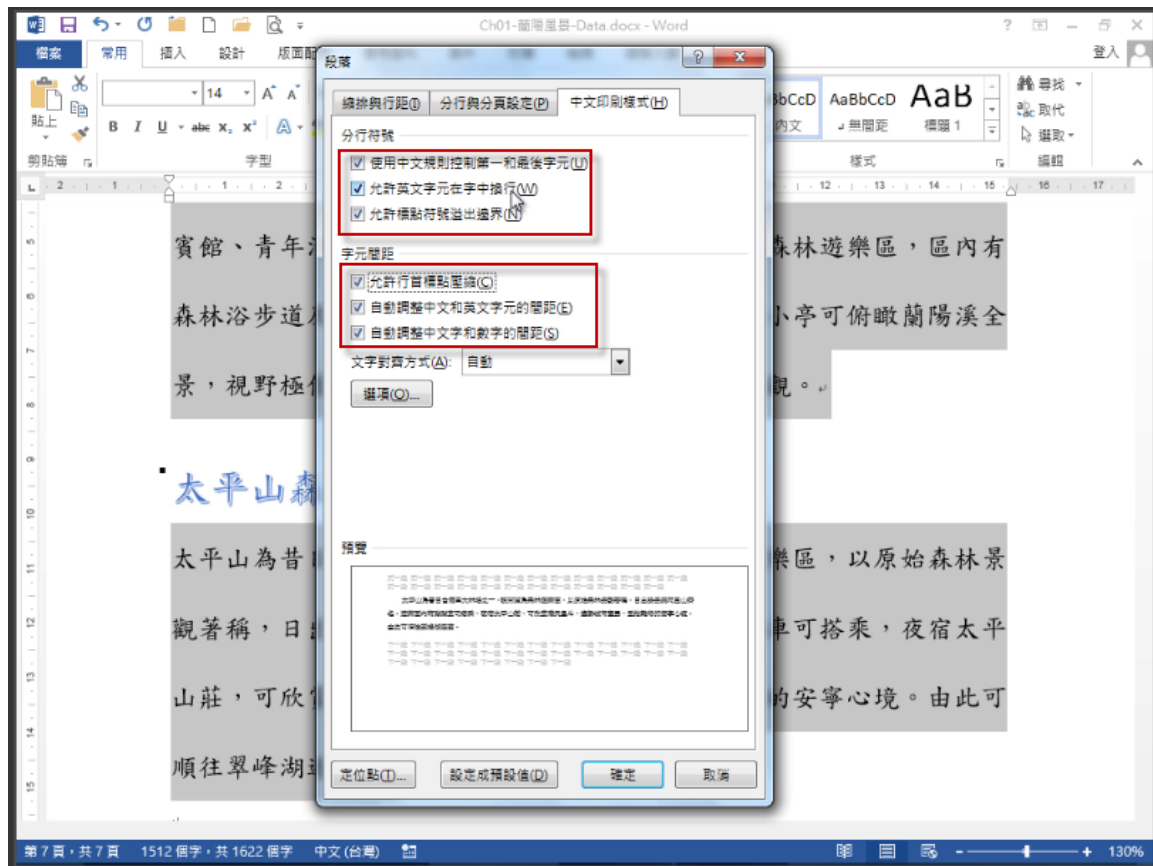 Ch01-蘭陽風景-Data.docx - Word
檔案 常用 插入 設計 版面配 登入
貼上 14 A A
B I U abc X₂ X² A
BbCcD AaBbCcD AaB
內文 無間距 標題 1
尋找
取代
選取
剪貼簿 字型 樣式 編輯
段落
縮排與行距(I) 分行與分頁設定(P) 中文印刷樣式(H)
分行符號
使用中文規則控制第一和最後字元(U)
允許英文字元在字中換行(W)
允許標點符號溢出邊界(N)
字元間距
允許行首標點壓縮(C)
自動調整中文和英文字元的間距(E)
自動調整中文字和數字的間距(S)
文字對齊方式(A): 自動
選項(O)...
預覽
定位點(T)... 設定成預設值(D) 確定 取消
賓館、青年 森林遊樂區，區內有
森林浴步道 小亭可俯瞰蘭陽溪全
景，視野極 觀。
太平山森
太平山為昔 樂區，以原始森林景
觀著稱，日 車可搭乘，夜宿太平
山莊，可欣 的安寧心境。由此可
順往翠峰湖
第 7 頁，共 7 頁 1512 個字，共 1622 個字 中文 (台灣) 130%